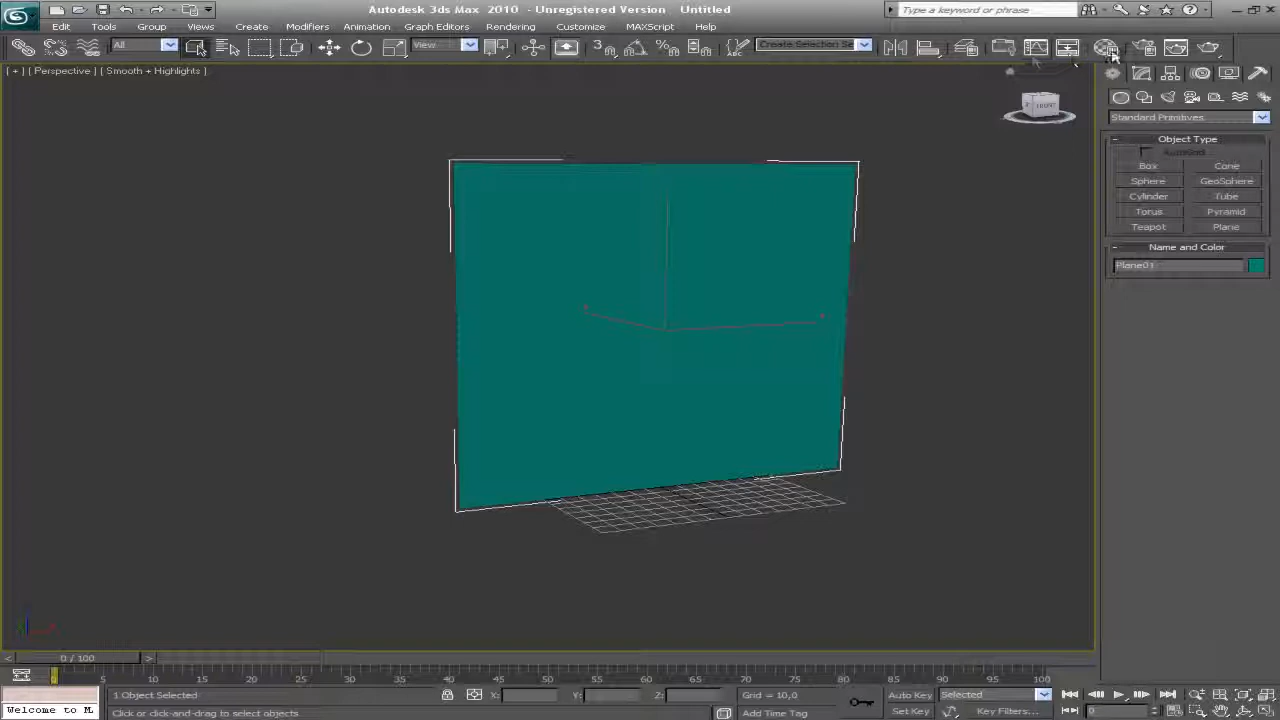 Autodesk 3ds Max 2010 - Unregistered Version Untitled
Type a keyword or phrase
Edit Tools Group Views Create Modifiers Animation Graph Editors Rendering Customize MAXScript Help
All View Create Selection Se
[ + ] [ Perspective ] [ Smooth + Highlights ]
FRONT
Standard Primitives
Object Type
AutoGrid
Box Cone
Sphere GeoSphere
Cylinder Tube
Torus Pyramid
Teapot Plane
Name and Color
Plane01
0 / 100
5 10 15 20 25 30 35 40 45 50 55 60 65 70 75 80 85 90 95 100
1 Object Selected X: Y: Z: Grid = 10,0 Auto Key Selected
Welcome to M. Click or click-and-drag to select objects Add Time Tag Set Key Key Filters... 0